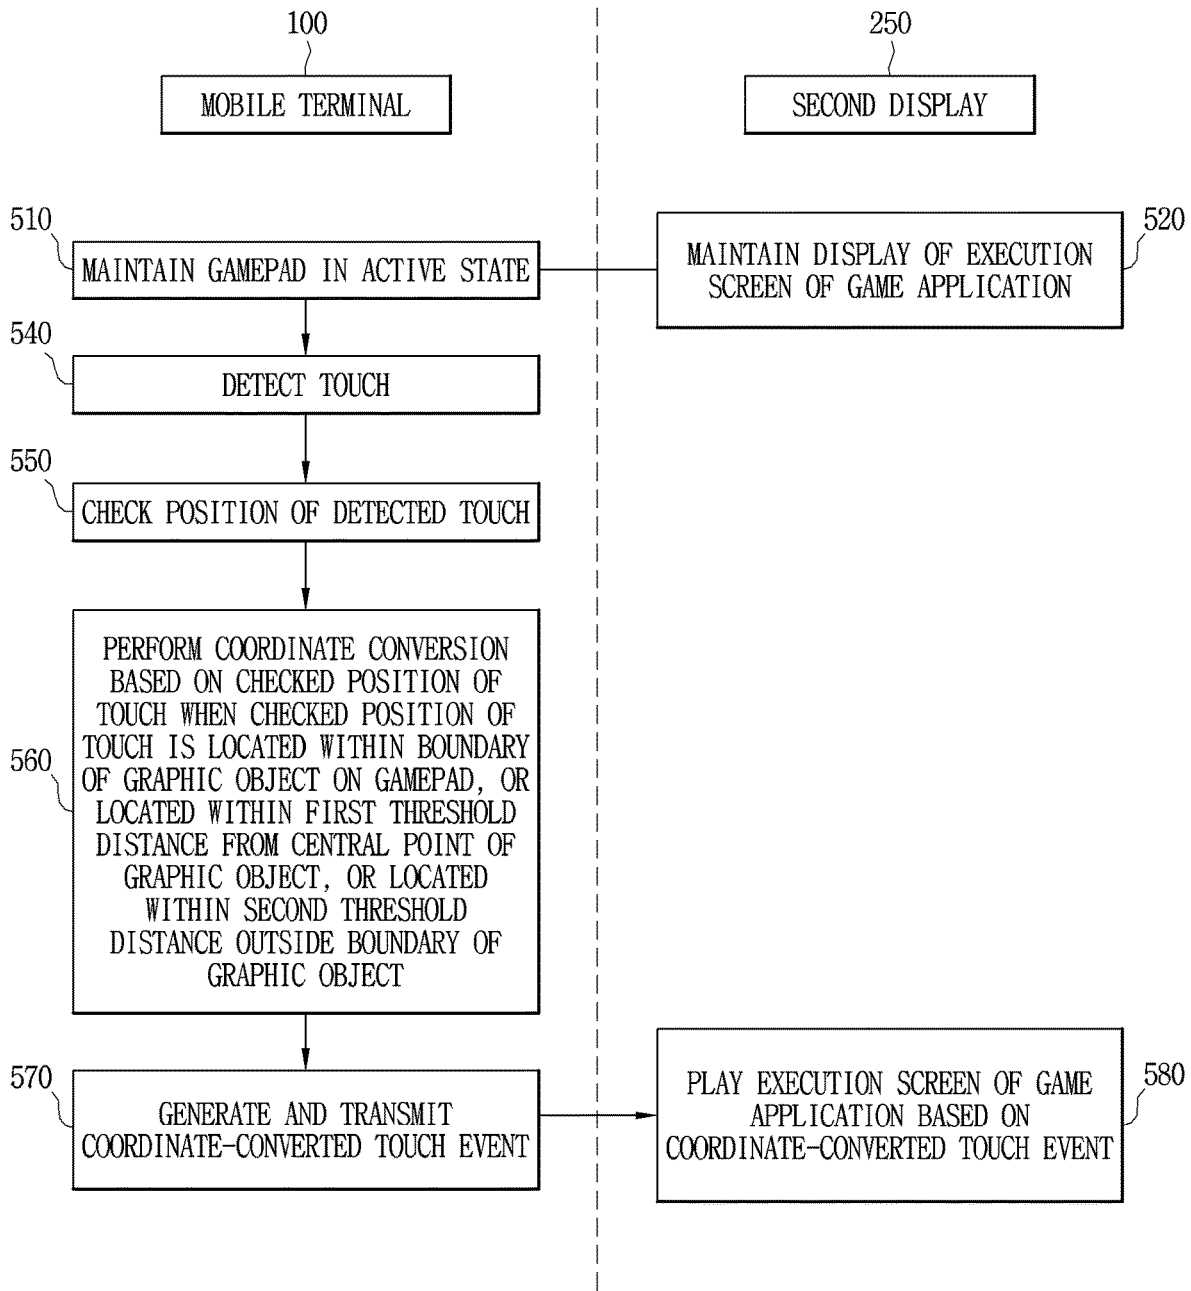 100
250
MOBILE TERMINAL
SECOND DISPLAY
510
MAINTAIN GAMEPAD IN ACTIVE STATE
520
MAINTAIN DISPLAY OF EXECUTION
SCREEN OF GAME APPLICATION
540
DETECT TOUCH
550
CHECK POSITION OF DETECTED TOUCH
560
PERFORM COORDINATE CONVERSION
BASED ON CHECKED POSITION OF
TOUCH WHEN CHECKED POSITION OF
TOUCH IS LOCATED WITHIN BOUNDARY
OF GRAPHIC OBJECT ON GAMEPAD, OR
LOCATED WITHIN FIRST THRESHOLD
DISTANCE FROM CENTRAL POINT OF
GRAPHIC OBJECT, OR LOCATED
WITHIN SECOND THRESHOLD
DISTANCE OUTSIDE BOUNDARY OF
GRAPHIC OBJECT
570
GENERATE AND TRANSMIT
COORDINATE-CONVERTED TOUCH EVENT
580
PLAY EXECUTION SCREEN OF GAME
APPLICATION BASED ON
COORDINATE-CONVERTED TOUCH EVENT